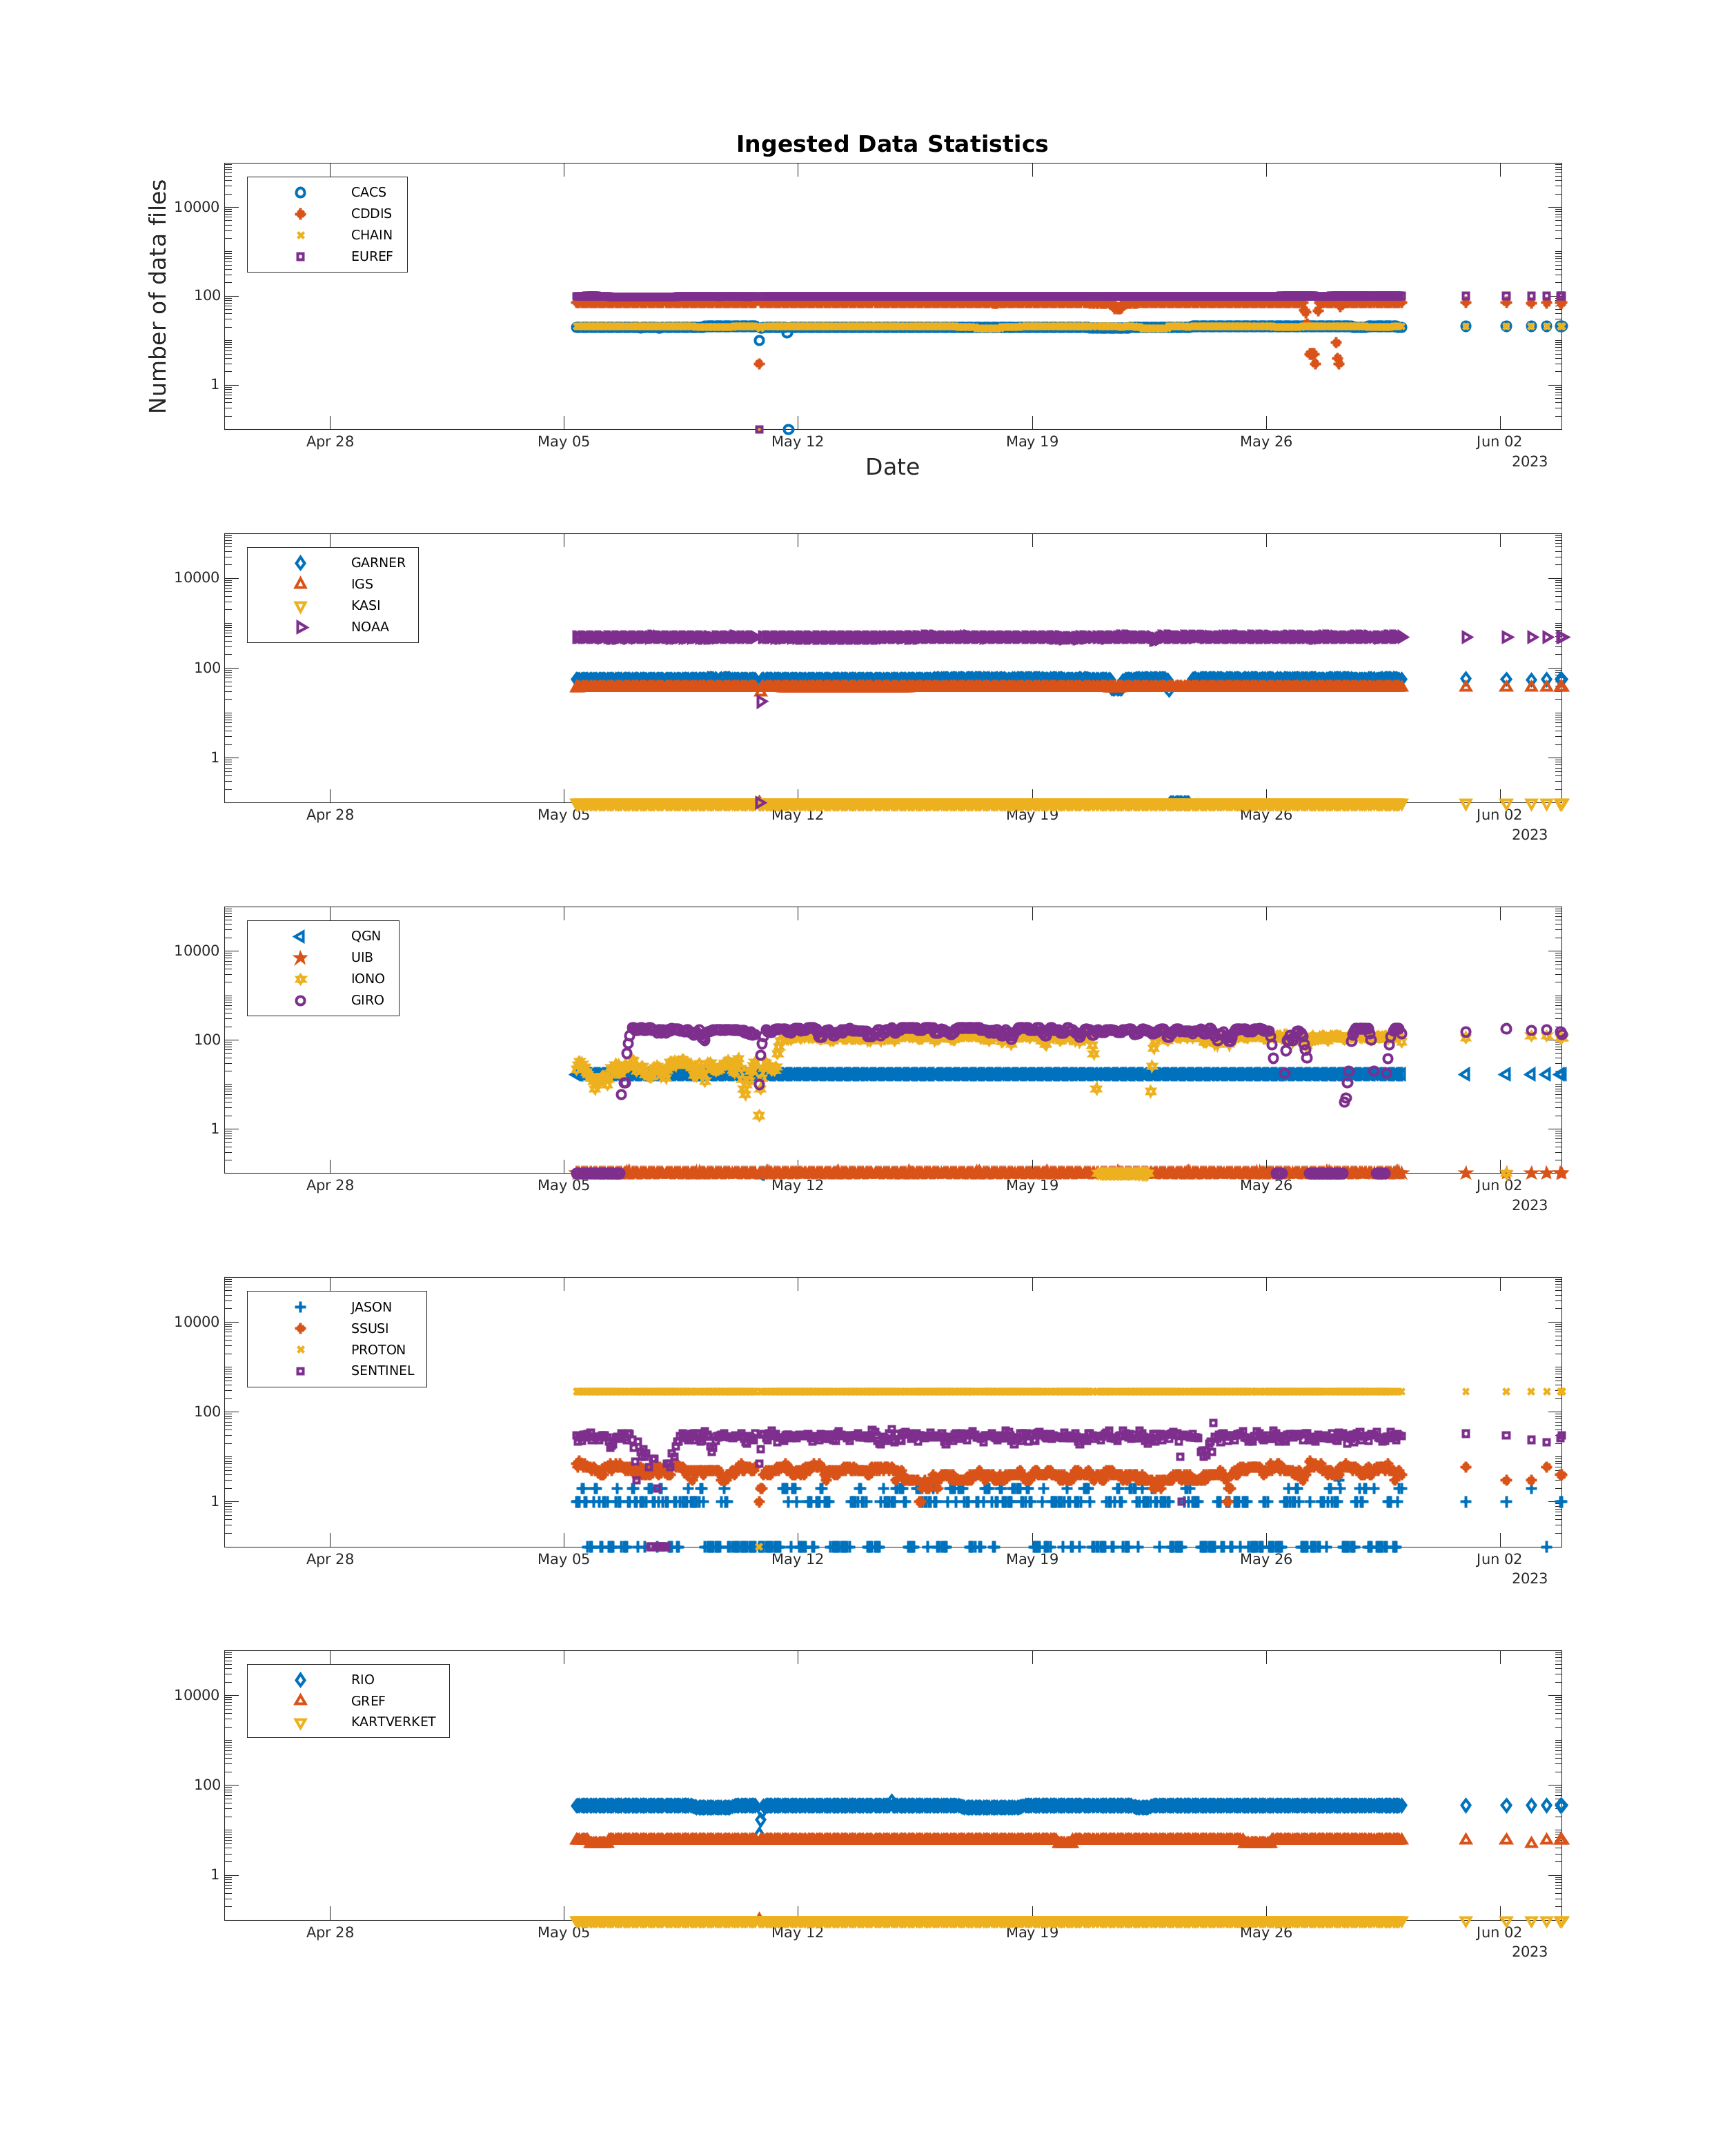 Ingested Data Statistics
Number of data files
10000
100
1
CACS
CDDIS
CHAIN
EUREF
Apr 28 May 05 May 12 May 19 May 26 Jun 02
2023
Date
10000
100
1
GARNER
IGS
KASI
NOAA
Apr 28 May 05 May 12 May 19 May 26 Jun 02
2023
10000
100
1
QGN
UIB
IONO
GIRO
Apr 28 May 05 May 12 May 19 May 26 Jun 02
2023
10000
100
1
JASON
SSUSI
PROTON
SENTINEL
Apr 28 May 05 May 12 May 19 May 26 Jun 02
2023
10000
100
1
RIO
GREF
KARTVERKET
Apr 28 May 05 May 12 May 19 May 26 Jun 02
2023